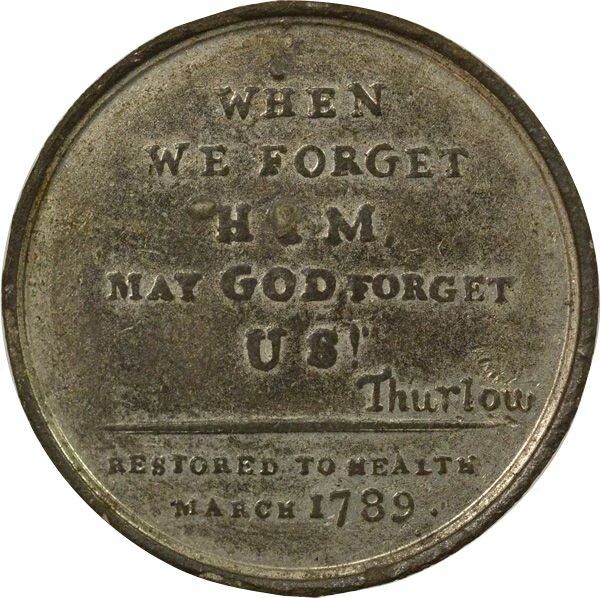 WHEN
WE FORGET
HIM,
MAY GOD, FORGET
US!
Thurlow
RESTORED TO HEALTH
MARCH 1789.